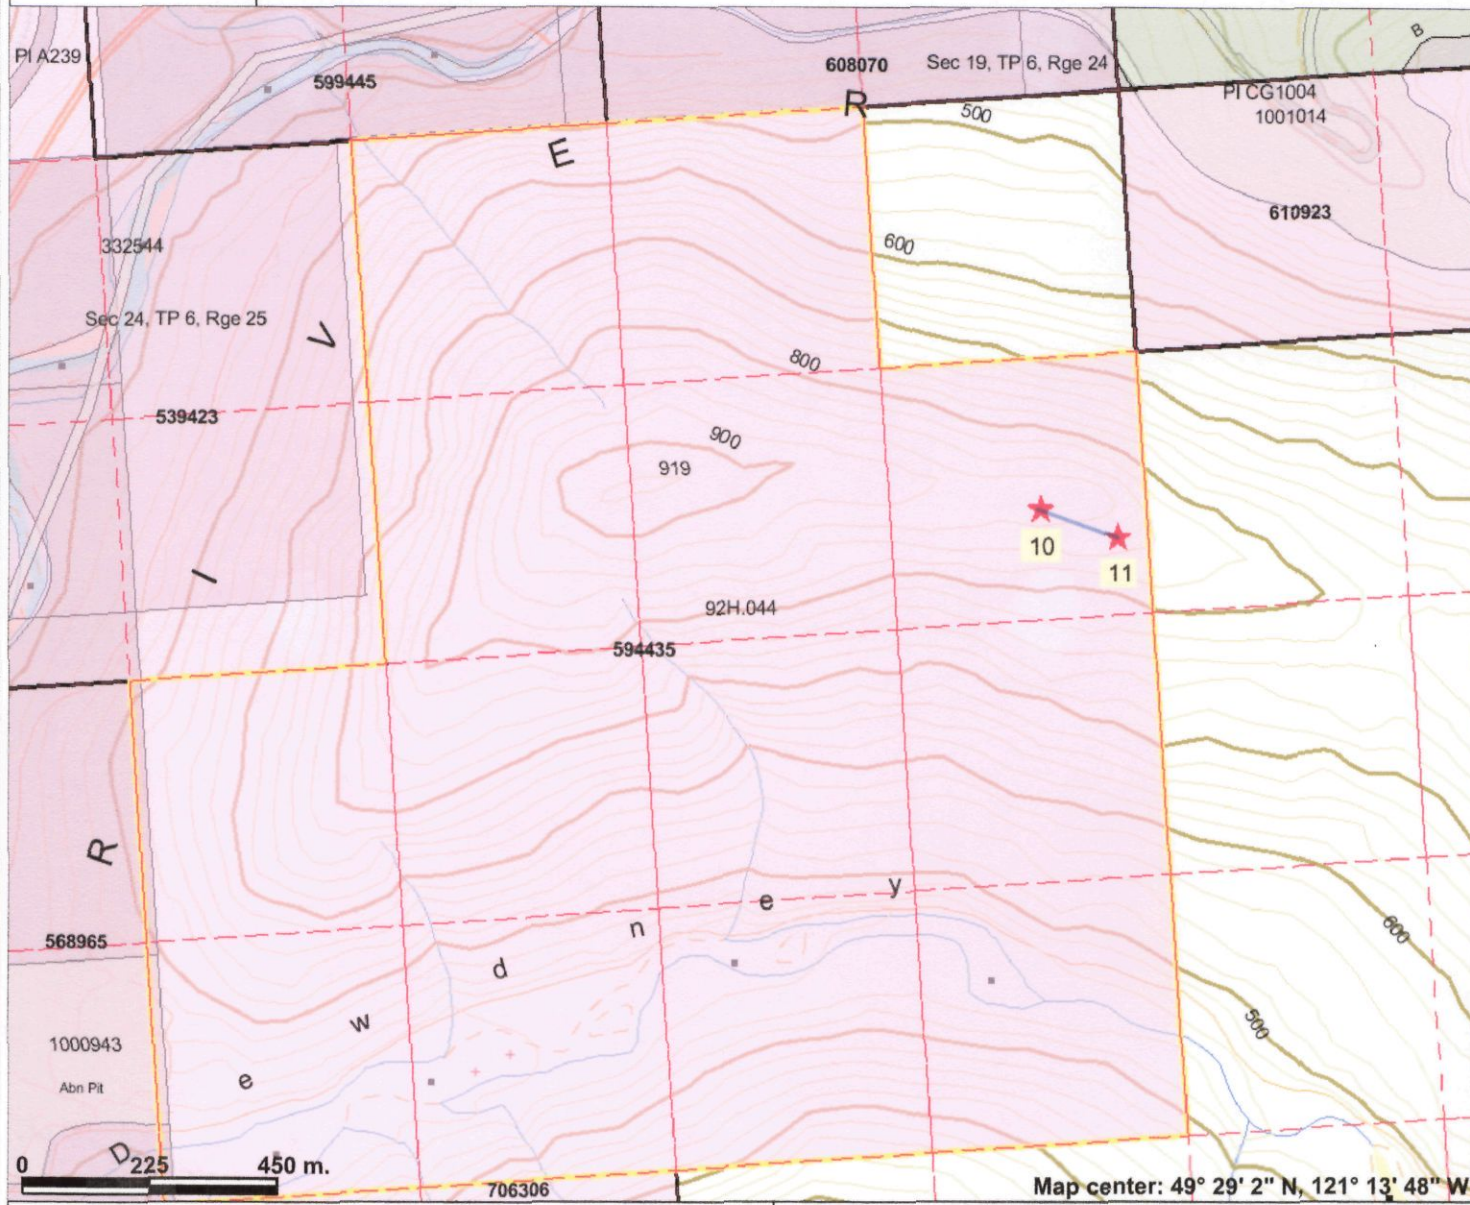 PI A239
599445
608070
Sec 19, TP 6, Rge 24
B
PI CG1004
1001014
R
500
E
610923
332544
600
Sec 24, TP 6, Rge 25
V
800
539423
900
919
10
11
I
92H.044
594435
R
y
e
n
600
568965
d
w
500
1000943
e
Abn Pit
D
0 225 450 m.
706306
Map center: 49° 29' 2" N, 121° 13' 48" W